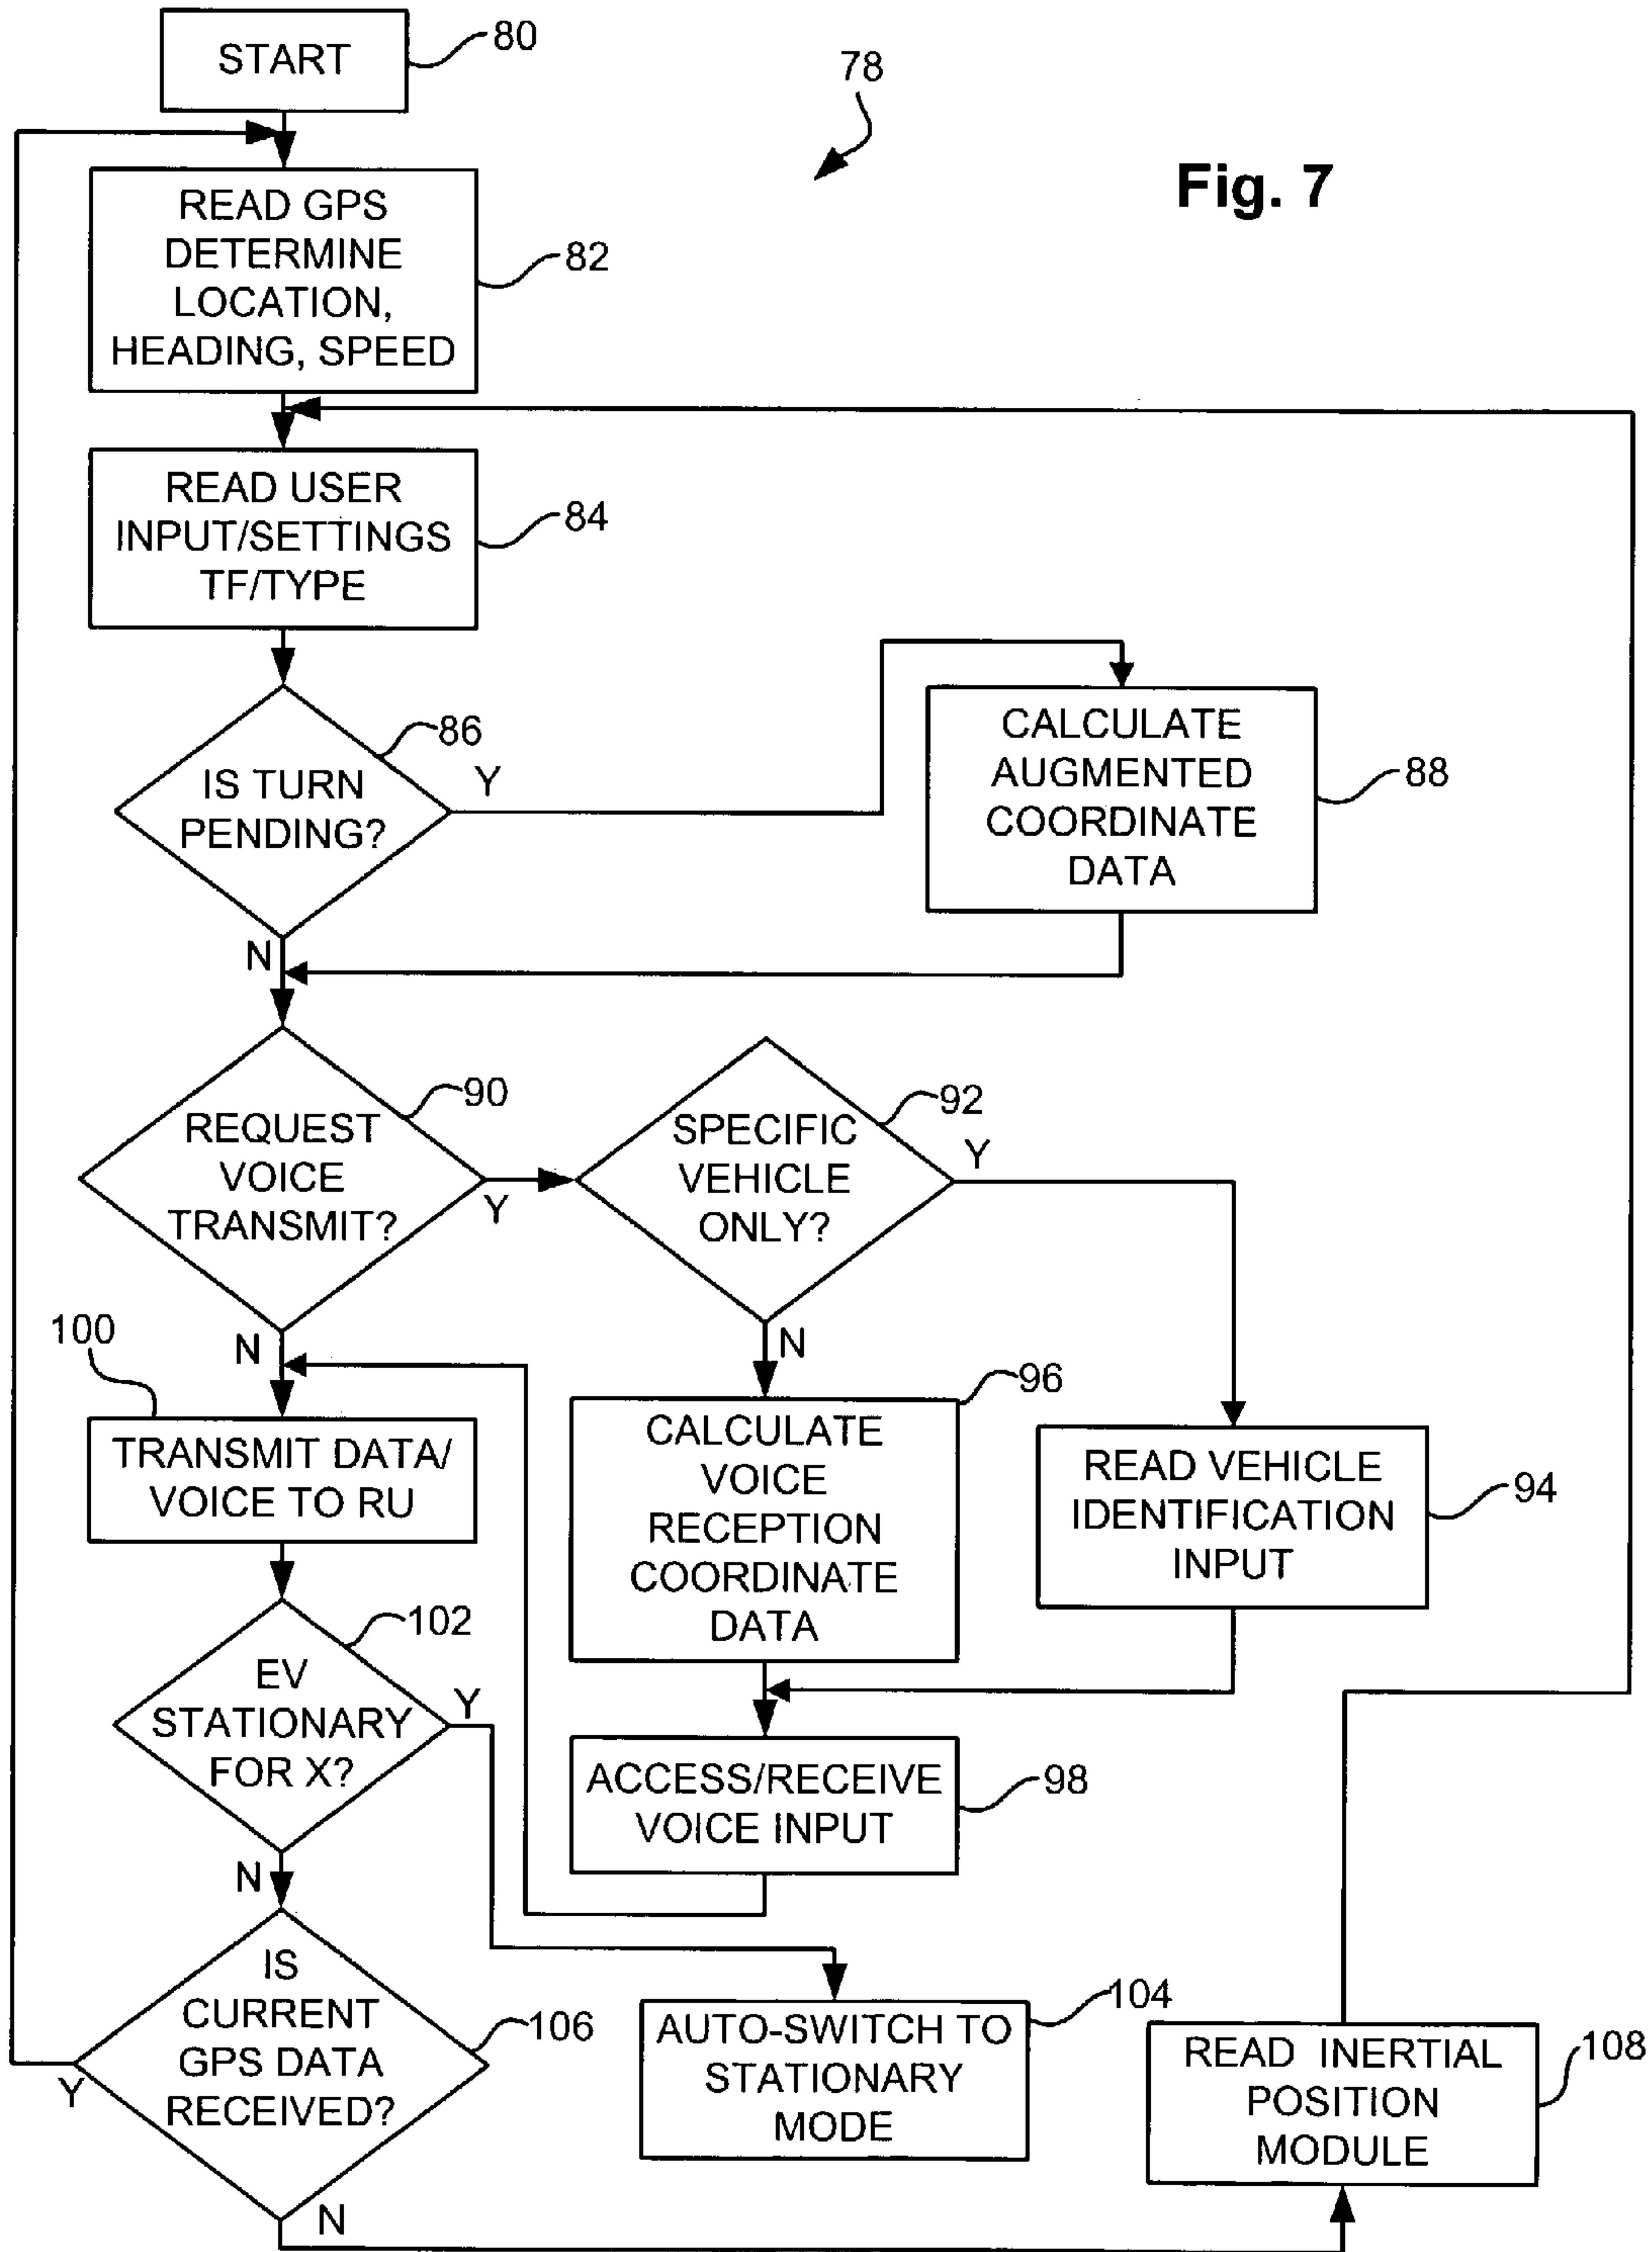 START
80
78
Fig. 7
READ GPS
DETERMINE
LOCATION,
HEADING, SPEED
82
READ USER
INPUT/SETTINGS
TF/TYPE
84
86
IS TURN
PENDING?
Y
N
CALCULATE
AUGMENTED
COORDINATE
DATA
88
90
REQUEST
VOICE
TRANSMIT?
Y
N
92
SPECIFIC
VEHICLE
ONLY?
Y
N
100
TRANSMIT DATA/
VOICE TO RU
96
CALCULATE
VOICE
RECEPTION
COORDINATE
DATA
READ VEHICLE
IDENTIFICATION
INPUT
94
102
EV
STATIONARY
FOR X?
Y
N
ACCESS/RECEIVE
VOICE INPUT
98
IS
CURRENT
GPS DATA
RECEIVED?
106
Y
N
AUTO-SWITCH TO
STATIONARY
MODE
104
READ INERTIAL
POSITION
MODULE
108